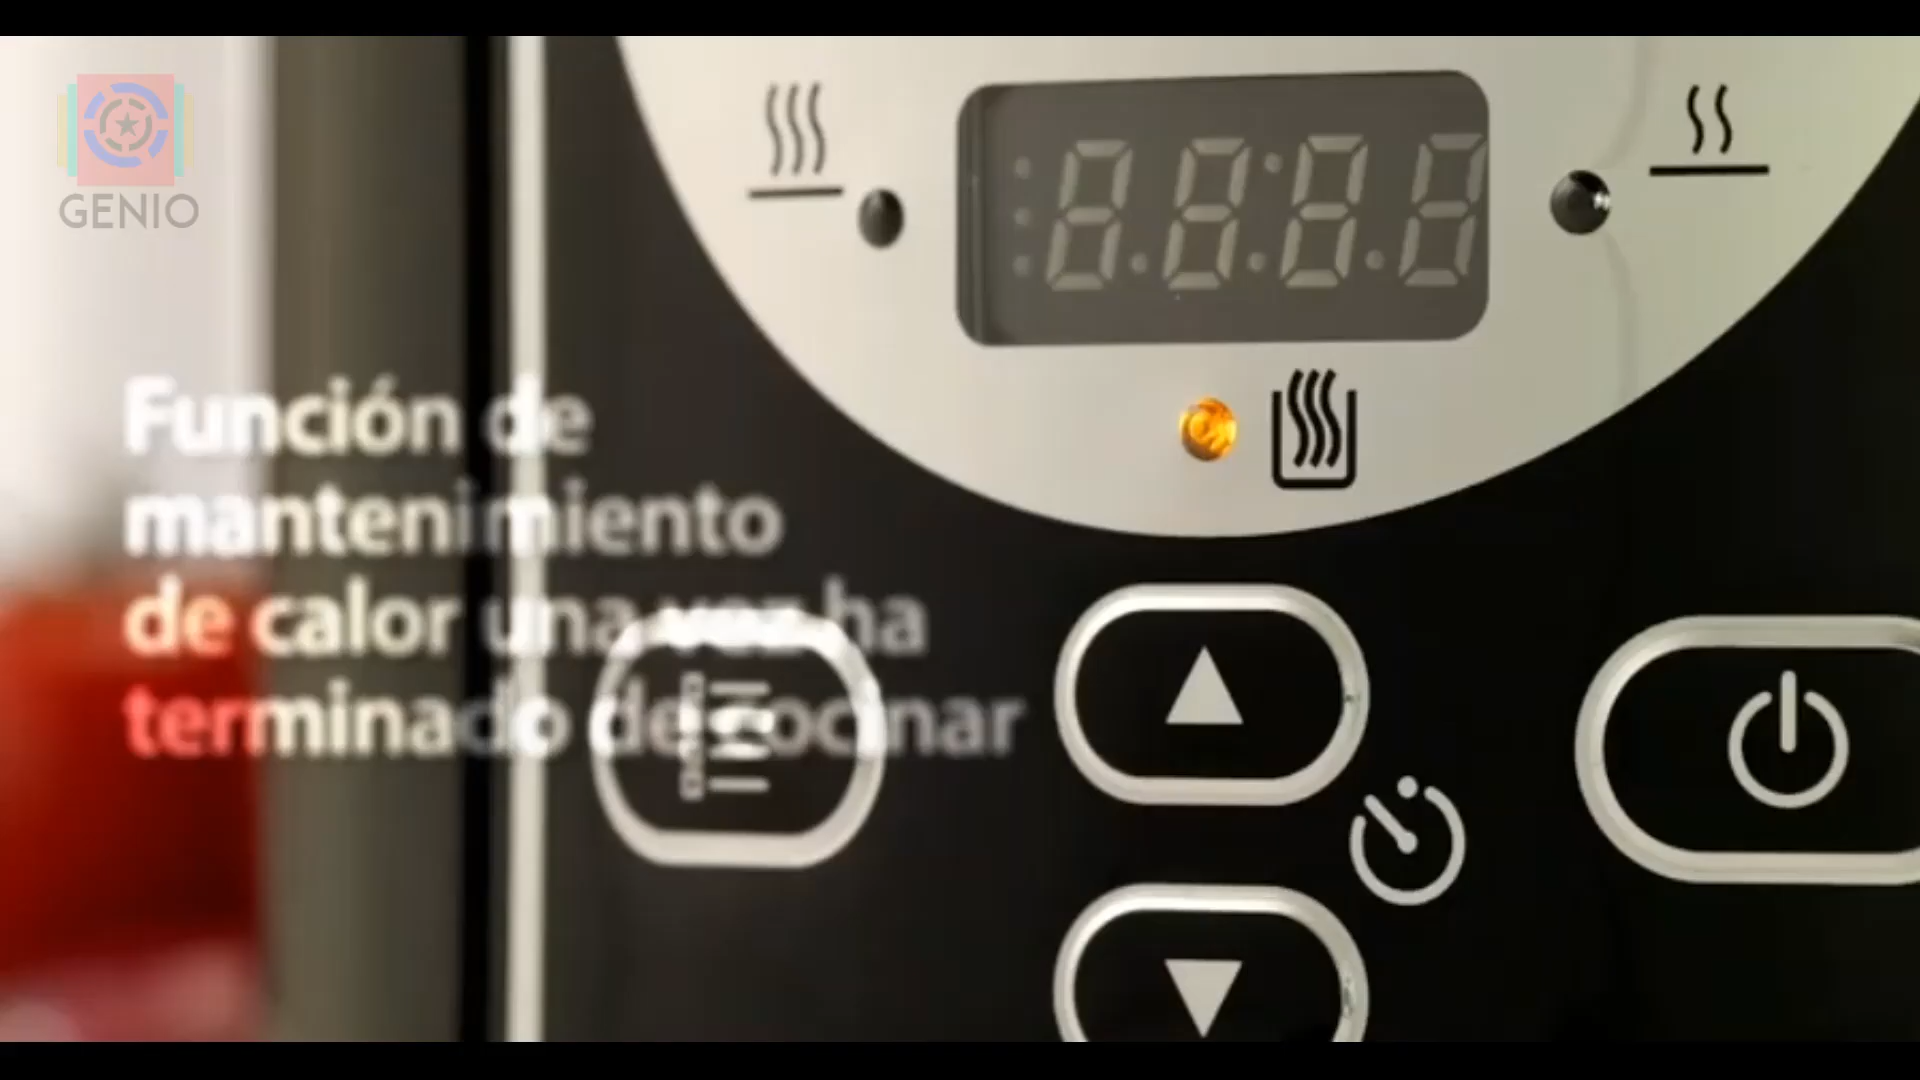 GENIO
Función de
mantenimiento
de calor una vez ha
terminado de cocinar